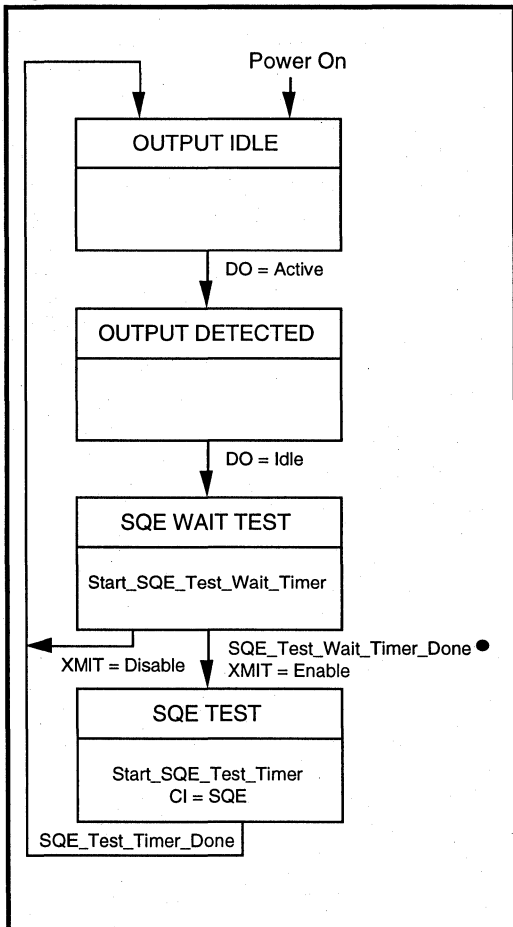 Power On
OUTPUT IDLE
DO = Active
OUTPUT DETECTED
DO = Idle
SQE WAIT TEST
Start_SQE_Test_Wait_Timer
SQE_Test_Wait_Timer_Done ●
XMIT = Disable
XMIT = Enable
SQE TEST
Start_SQE_Test_Timer
CI = SQE
SQE_Test_Timer_Done